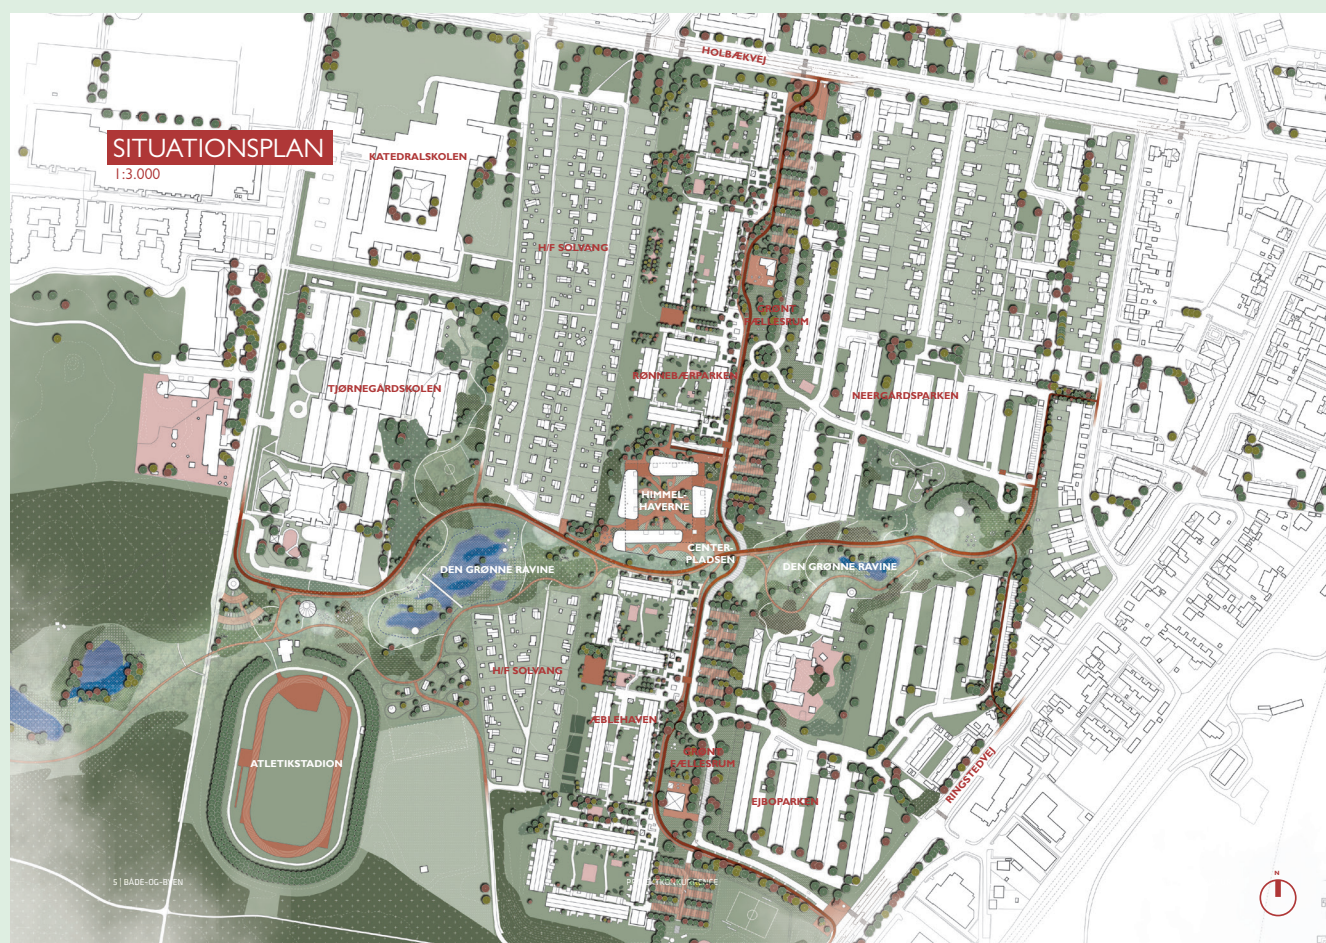 HOLBÆKVEJ
SITUATIONSPLAN
1:3.000
KATEDRALSKOLEN
H/F SOLVANG
GRØNT
FÆLLESRUM
RØNNEBÆRPARKEN
TJØRNEGÅRDSKOLEN
NEERGÅRDSPARKEN
HIMMEL-
HAVERNE
CENTER-
PLADSEN
DEN GRØNNE RAVINE
DEN GRØNNE RAVINE
H/F SOLVANG
ÆBLEHAVEN
GRØNT
FÆLLESRUM
ATLETIKSTADION
RINGSTEDVEJ
EJBOPARKEN
5 | BÅDE-OG-BYEN
PROJEKTKONKURRENCE
N